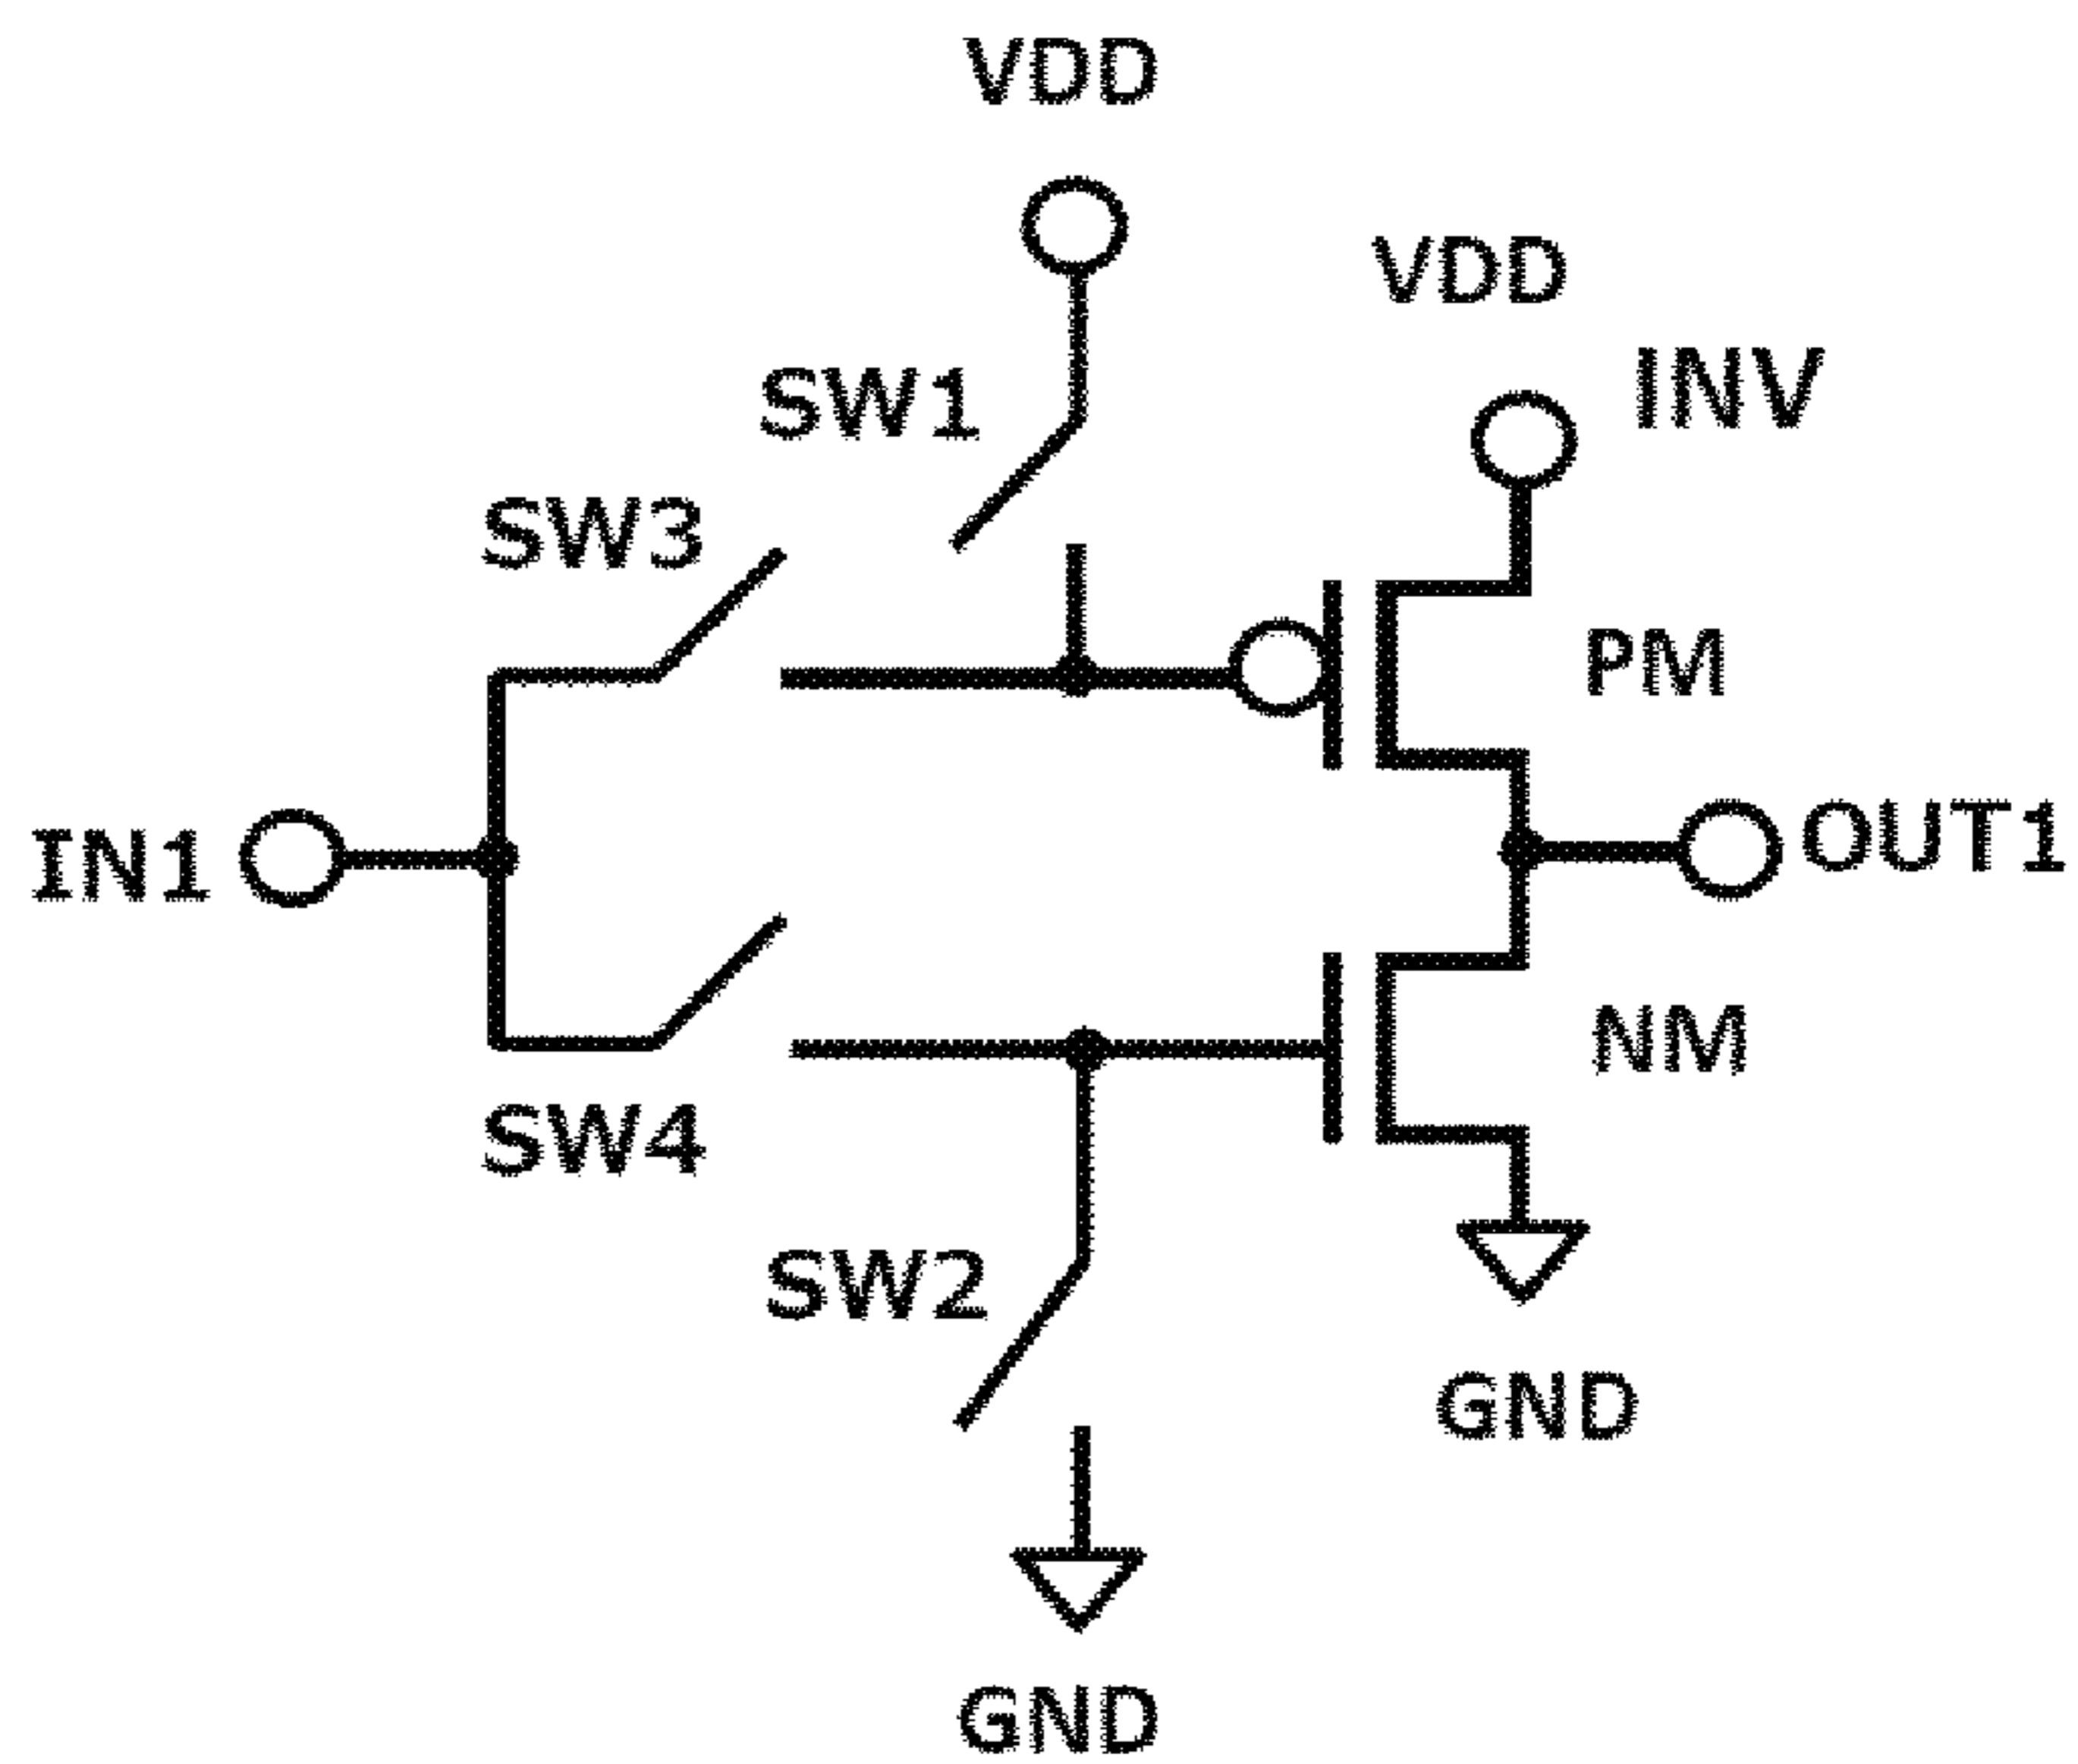 VDD
VDD
INV
SW1
SW3
PM
IN1
OUT1
NM
SW4
SW2
GND
GND